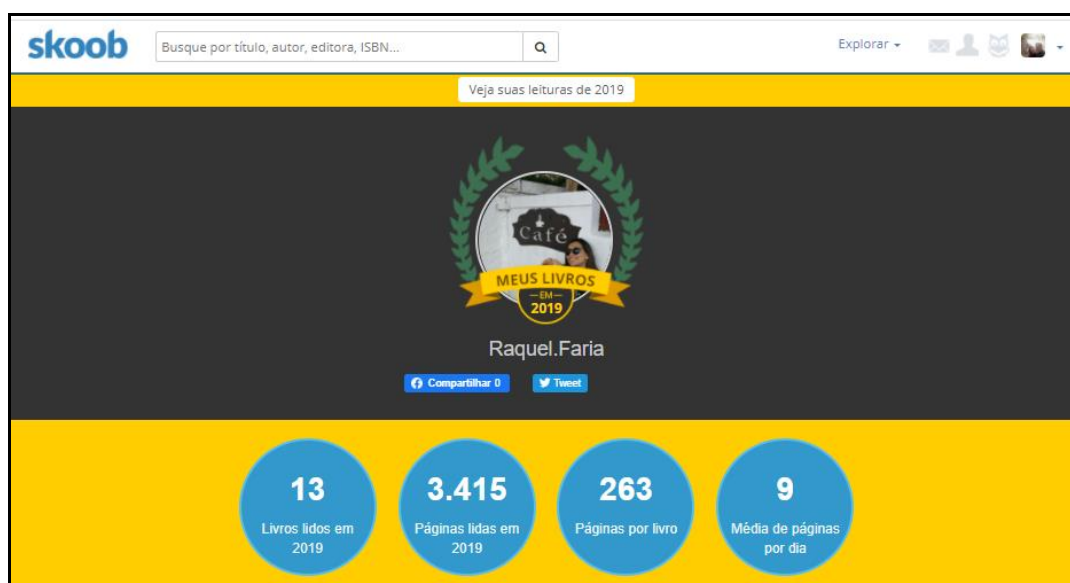 skoob
Busque por título, autor, editora, ISBN...
Explorar
Veja suas leituras de 2019
Café
MEUS LIVROS
EM
2019
Raquel.Faria
Compartilhar 0
Tweet
13
Livros lidos em
2019
3.415
Páginas lidas em
2019
263
Páginas por livro
9
Média de páginas
por dia